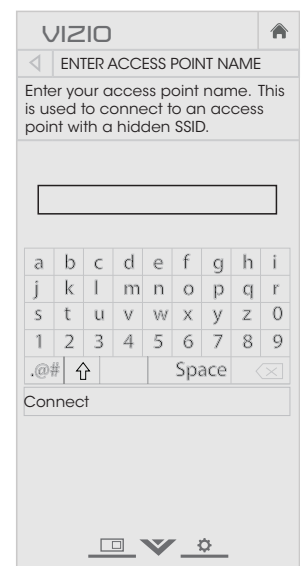 VIZIO
ENTER ACCESS POINT NAME
Enter your access point name. This
is used to connect to an access
point with a hidden SSID.
a b c d e f g h i
j k l m n o p q r
s t u v w x y z 0
1 2 3 4 5 6 7 8 9
.@# Space
Connect